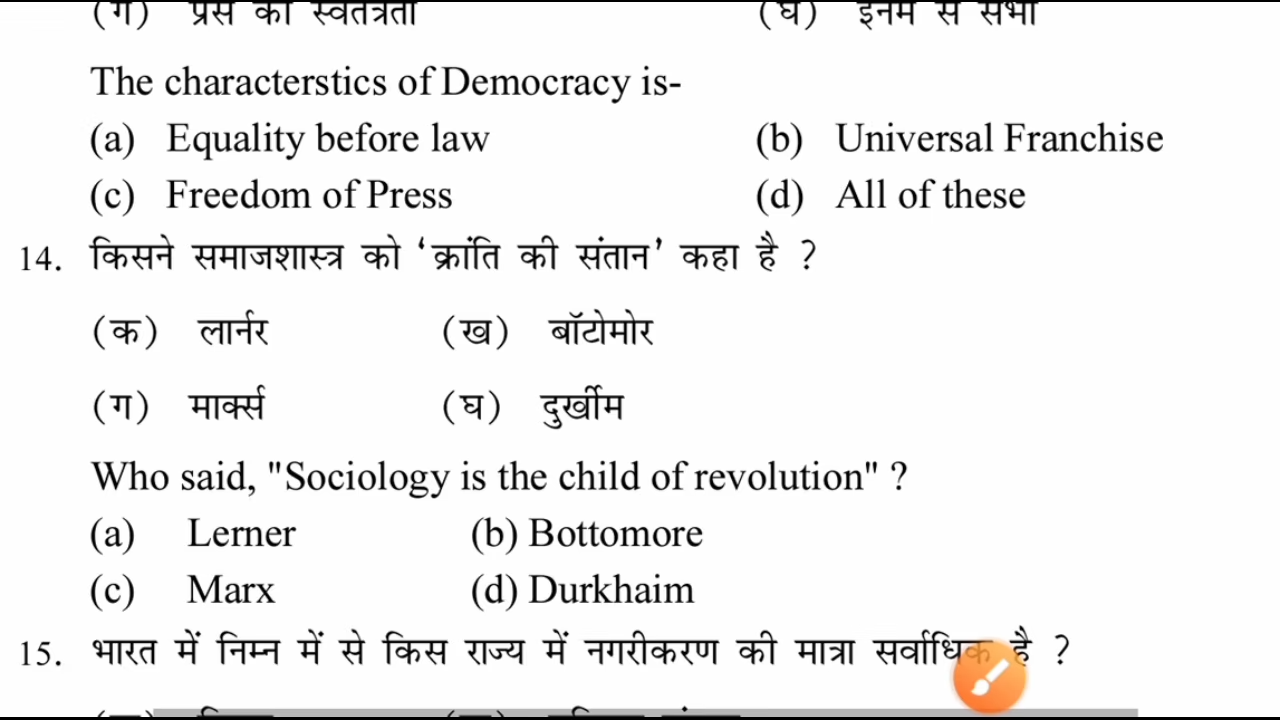 (ग) प्रेस की स्वतंत्रता (घ) इनमें से सभी
The characterstics of Democracy is-
(a) Equality before law (b) Universal Franchise
(c) Freedom of Press (d) All of these
14. किसने समाजशास्त्र को ‘क्रांति की संतान’ कहा है ?
(क) लार्नर (ख) बॉटोमोर
(ग) मार्क्स (घ) दुर्खीम
Who said, "Sociology is the child of revolution" ?
(a) Lerner (b) Bottomore
(c) Marx (d) Durkhaim
15. भारत में निम्न में से किस राज्य में नगरीकरण की मात्रा सर्वाधिक है ?